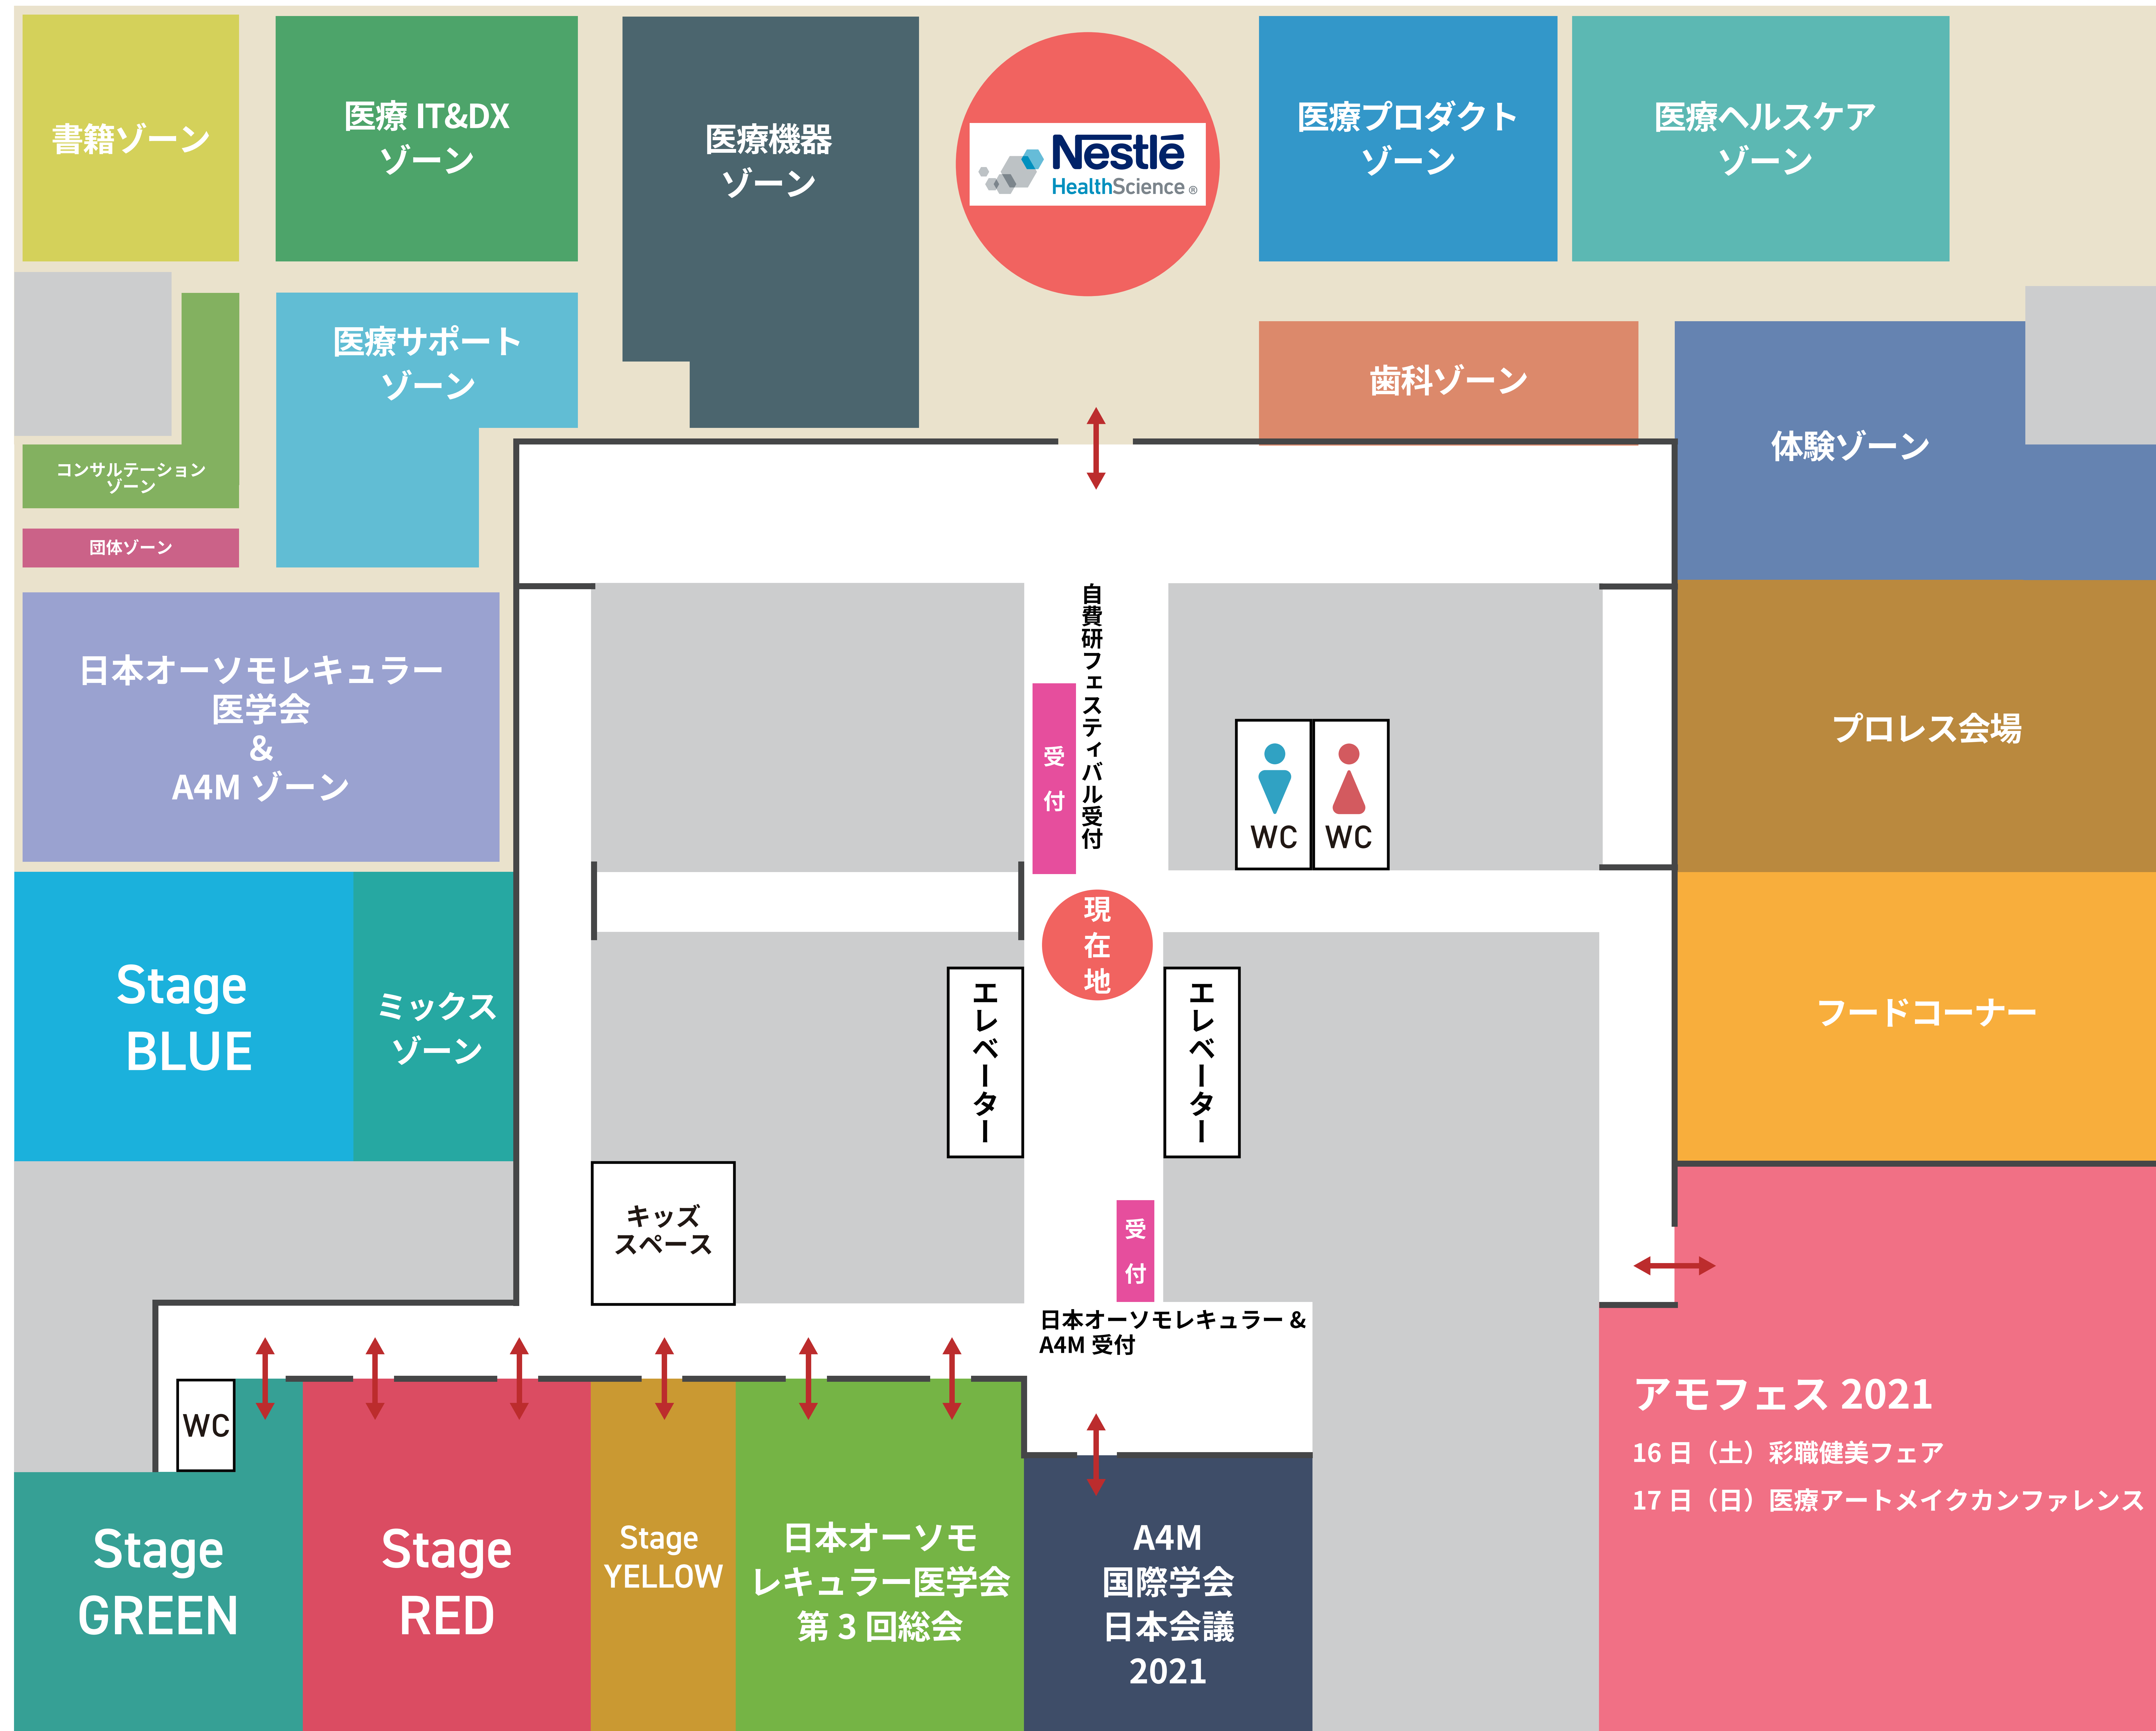 書籍ゾーン
医療 IT&DX
ゾーン
医療機器
ゾーン
Nestlé
HealthScience ®
医療プロダクト
ゾーン
医療ヘルスケア
ゾーン
医療サポート
ゾーン
歯科ゾーン
体験ゾーン
コンサルテーション
ゾーン
団体ゾーン
日本オーソモレキュラー
医学会
&
A4M ゾーン
自費研フェスティバル受付
受付
WC
WC
プロレス会場
現在地
Stage
BLUE
ミックス
ゾーン
エレベーター
エレベーター
フードコーナー
キッズ
スペース
受付
日本オーソモレキュラー &
A4M 受付
WC
アモフェス 2021
16 日（土）彩職健美フェア
17 日（日）医療アートメイクカンファレンス
Stage
GREEN
Stage
RED
Stage
YELLOW
日本オーソモ
レキュラー医学会
第 3 回総会
A4M
国際学会
日本会議
2021